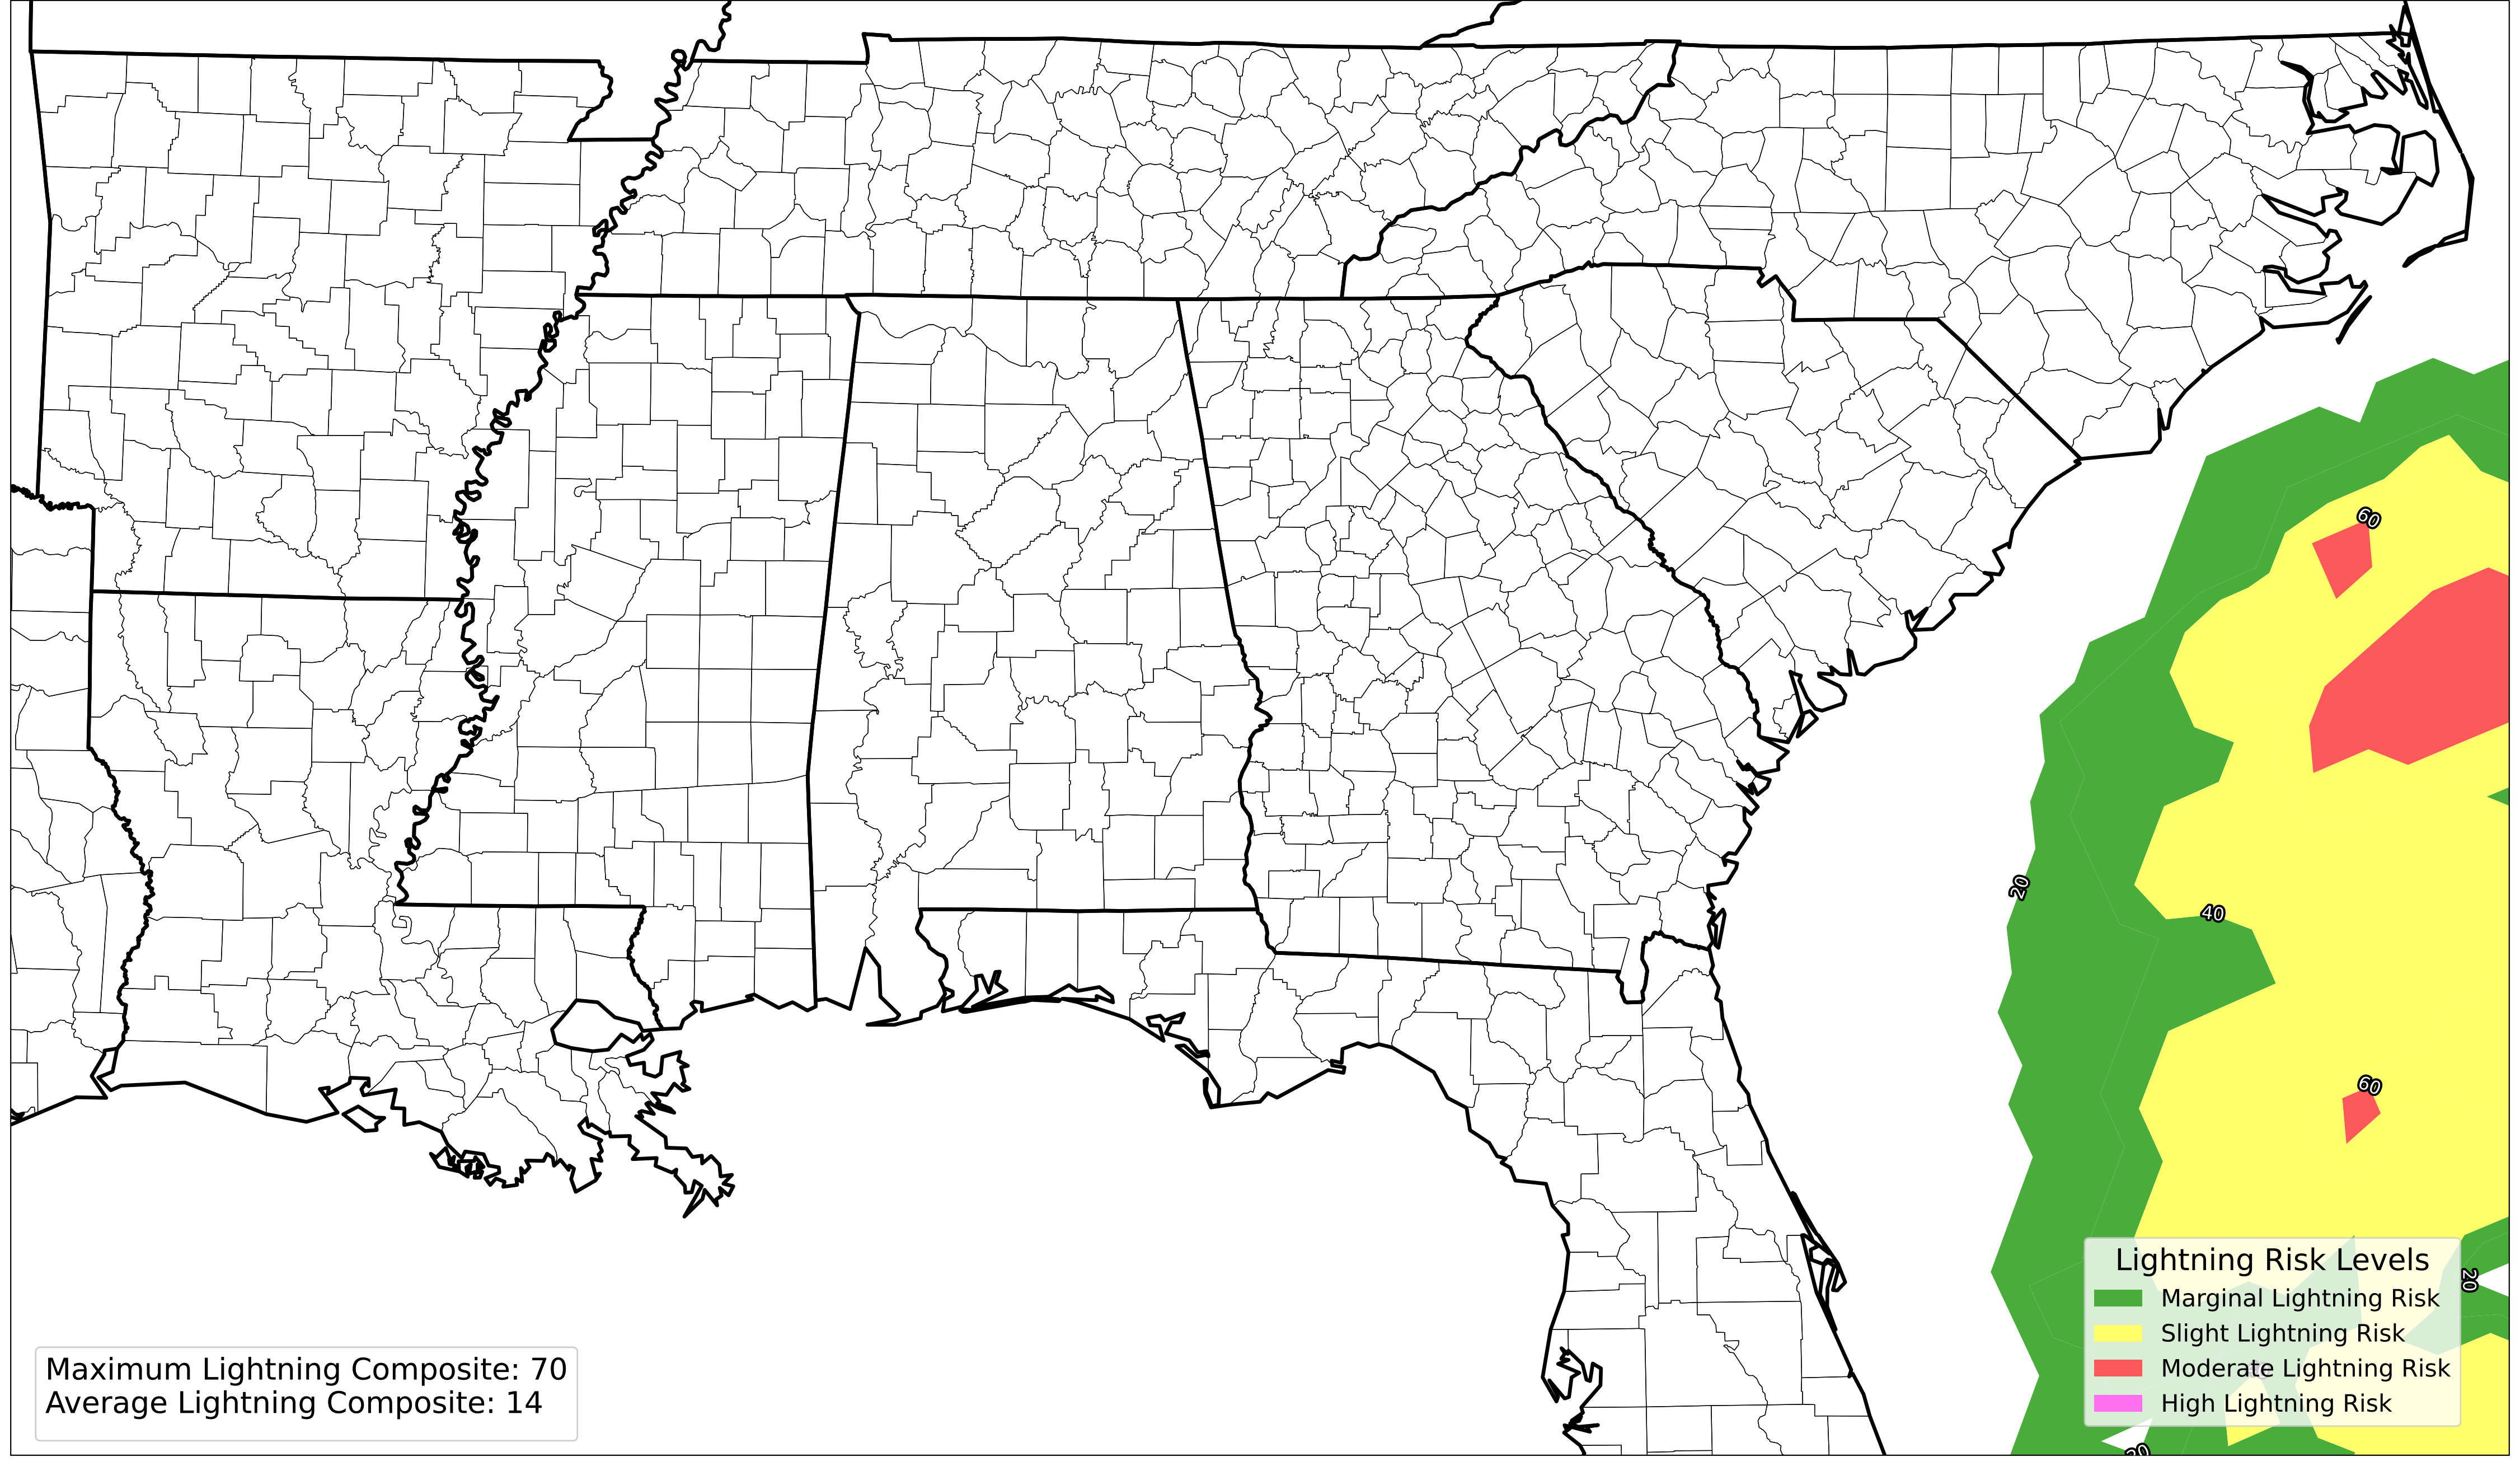 60
20
40
60
20
20
Lightning Risk Levels
Marginal Lightning Risk
Slight Lightning Risk
Moderate Lightning Risk
High Lightning Risk
Maximum Lightning Composite: 70
Average Lightning Composite: 14